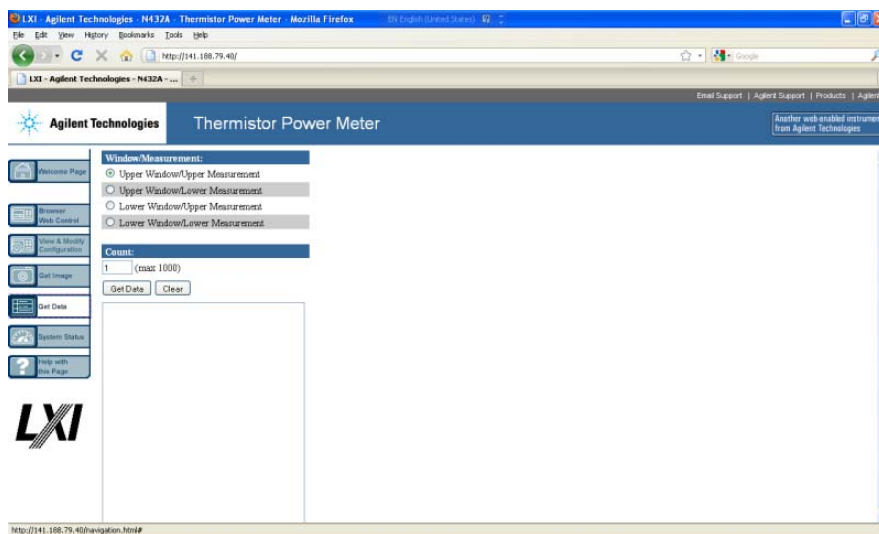 LXI - Agilent Technologies - N432A - Thermistor Power Meter - Mozilla Firefox
EN English (United States)
File Edit View History Bookmarks Tools Help
http://141.188.79.40/
Google
LXI - Agilent Technologies - N432A - ...
Email Support | Agilent Support | Products | Agilen
Agilent Technologies
Thermistor Power Meter
Another web-enabled instrumen
from Agilent Technologies
Welcome Page
Browser
Web Control
View & Modify
Configuration
Get Image
Get Data
System Status
Help with
this Page
LXI
Window/Measurement:
Upper Window/Upper Measurement
Upper Window/Lower Measurement
Lower Window/Upper Measurement
Lower Window/Lower Measurement
Count:
1 (max 1000)
Get Data Clear
http://141.188.79.40/navigation.html#